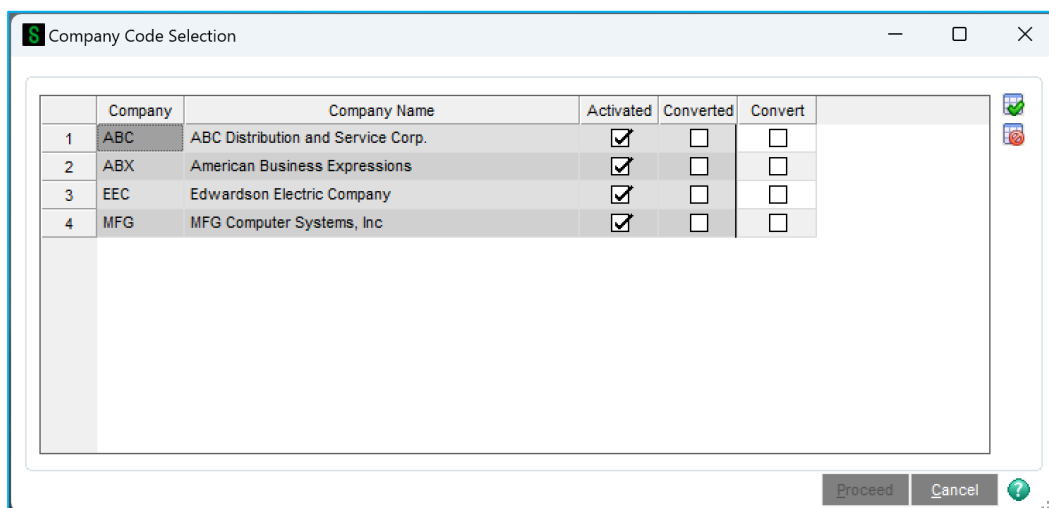 S Company Code Selection
Company Company Name Activated Converted Convert
1 ABC ABC Distribution and Service Corp.
2 ABX American Business Expressions
3 EEC Edwardson Electric Company
4 MFG MFG Computer Systems, Inc
Proceed Cancel ?